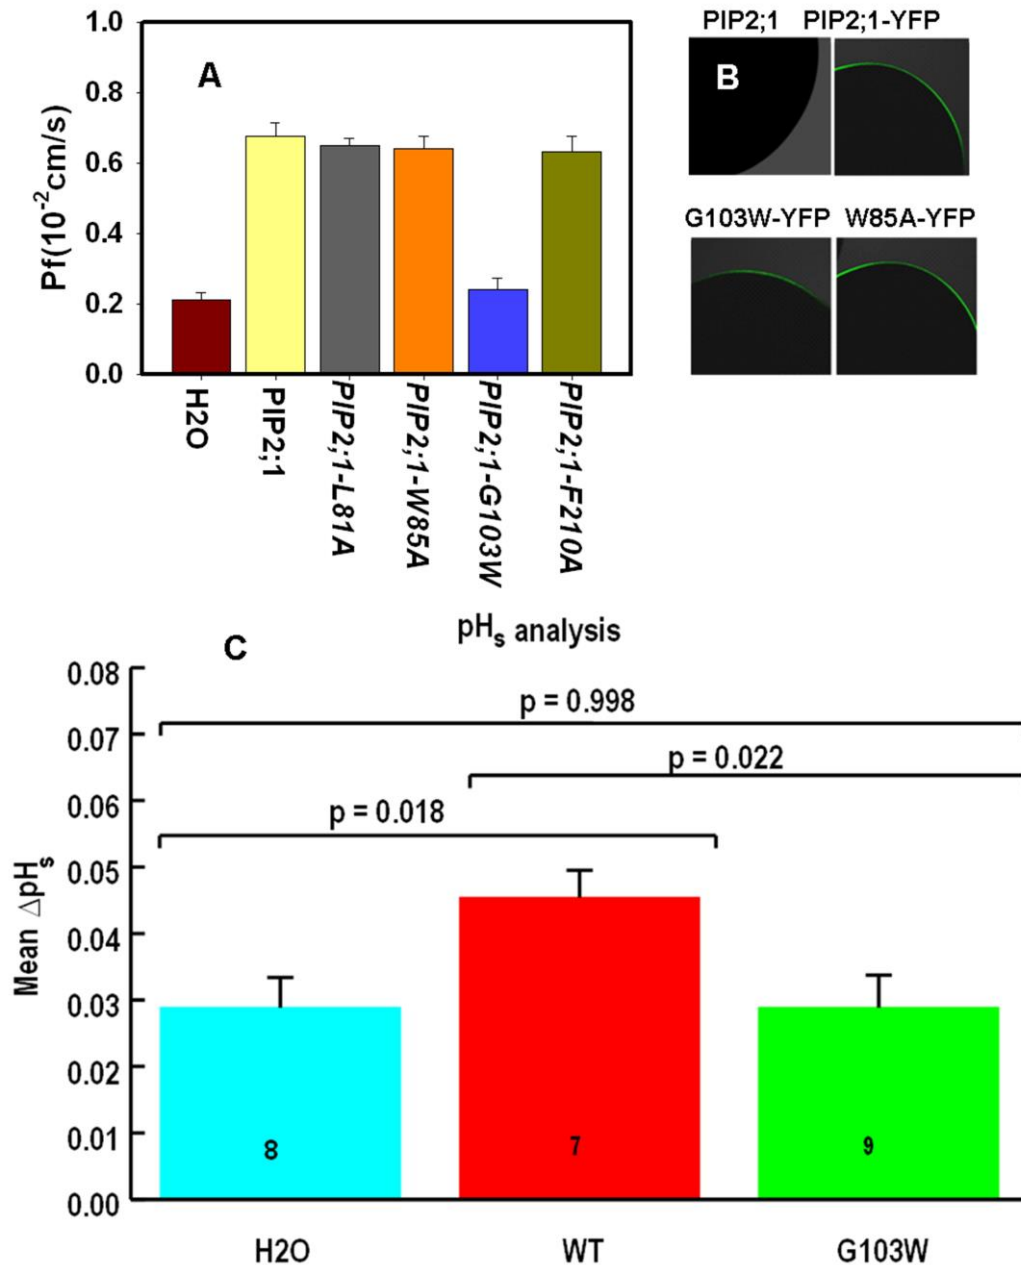 A
Pf(10-2cm/s)
1.0
0.8
0.6
0.4
0.2
0.0
H2O
PIP2;1
PIP2;1-L81A
PIP2;1-W85A
PIP2;1-G103W
PIP2;1-F210A
PIP2;1 PIP2;1-YFP
B
G103W-YFP W85A-YFP
C
pHs analysis
Mean △pHs
0.08
0.07
0.06
0.05
0.04
0.03
0.02
0.01
0.00
p = 0.998
p = 0.022
p = 0.018
8
7
9
H2O
WT
G103W